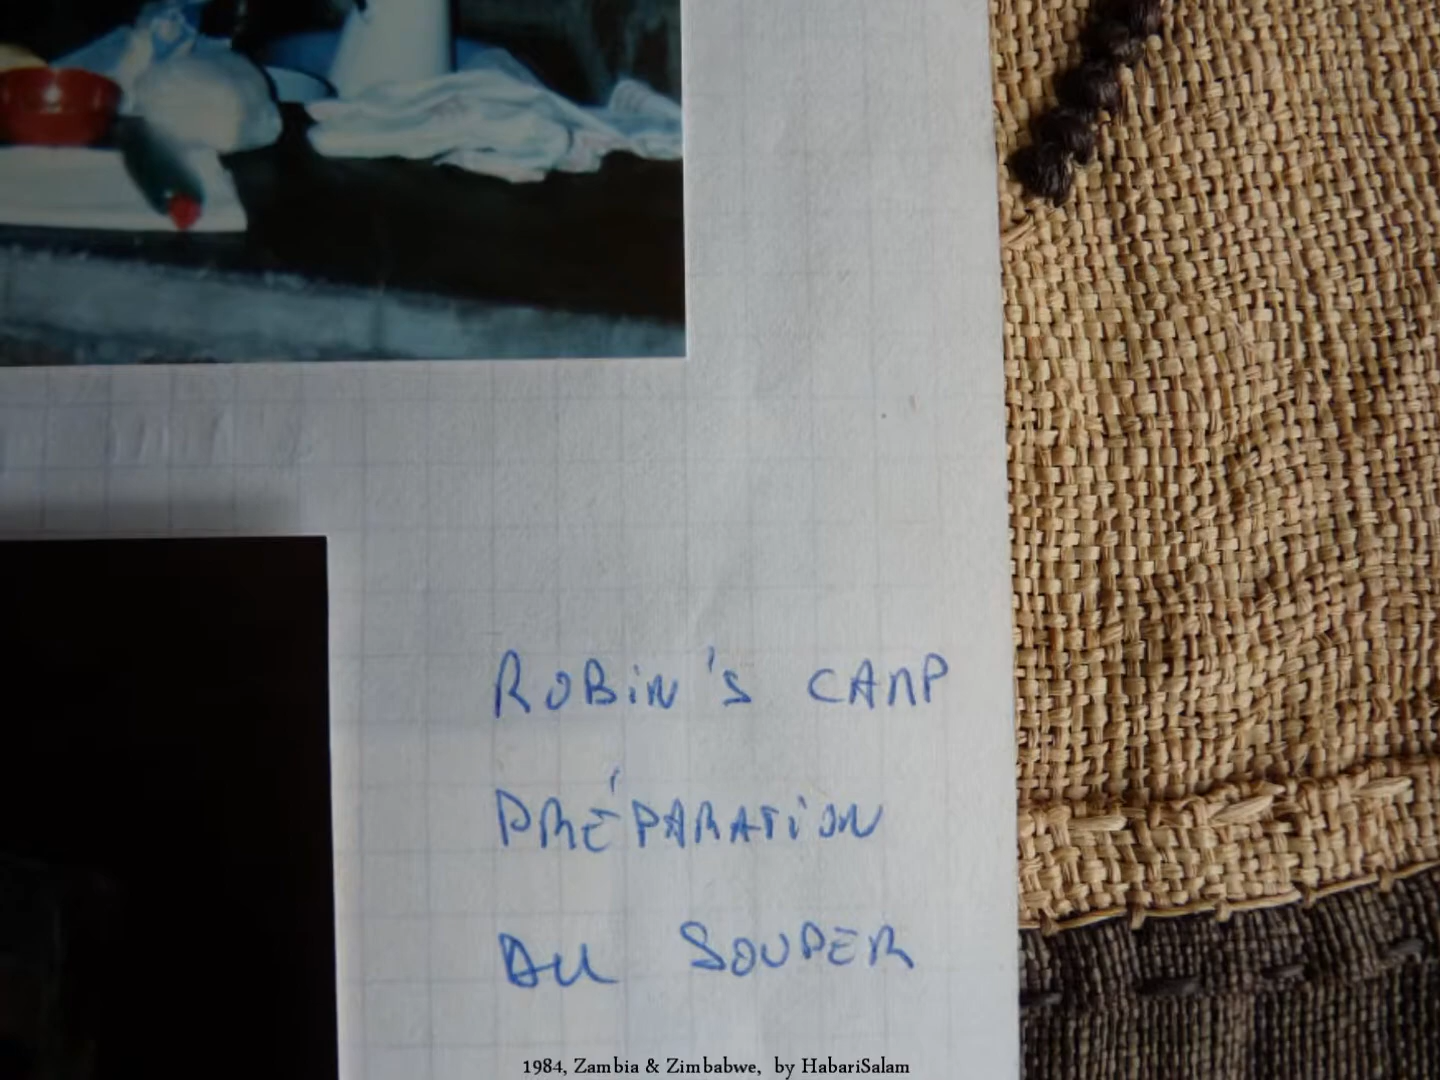 ROBIN'S CAMP
PRÉPARATION
DU SOUPER
1984, Zambia & Zimbabwe, by HabariSalam